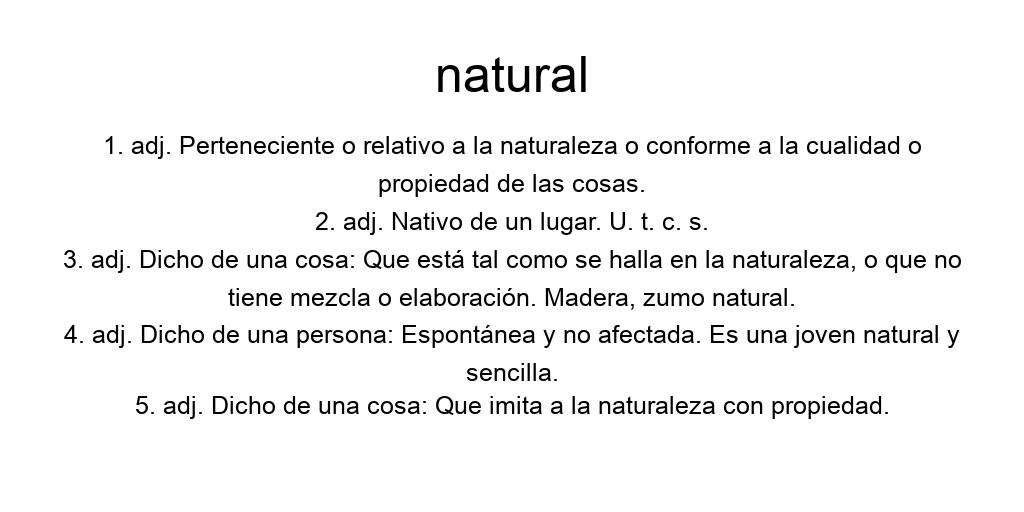 natural
1. adj. Perteneciente o relativo a la naturaleza o conforme a la cualidad o
propiedad de las cosas.
2. adj. Nativo de un lugar. U. t. c. s.
3. adj. Dicho de una cosa: Que está tal como se halla en la naturaleza, o que no
tiene mezcla o elaboración. Madera, zumo natural.
4. adj. Dicho de una persona: Espontánea y no afectada. Es una joven natural y
sencilla.
5. adj. Dicho de una cosa: Que imita a la naturaleza con propiedad.